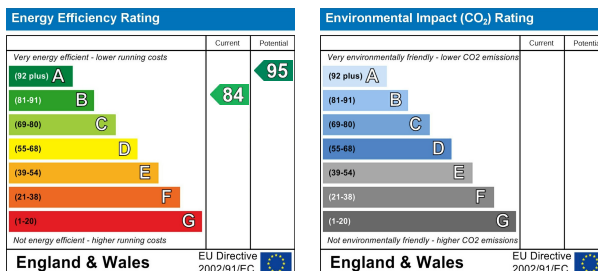 Energy Efficiency Rating
Current Potential
Very energy efficient - lower running costs
(92 plus) A
95
(81-91) B
84
(69-80) C
(55-68) D
(39-54) E
(21-38) F
(1-20) G
Not energy efficient - higher running costs
England & Wales
EU Directive
2002/91/EC
Environmental Impact (CO₂) Rating
Current Potential
Very environmentally friendly - lower CO2 emissions
(92 plus) A
(81-91) B
(69-80) C
(55-68) D
(39-54) E
(21-38) F
(1-20) G
Not environmentally friendly - higher CO2 emissions
England & Wales
EU Directive
2002/91/EC